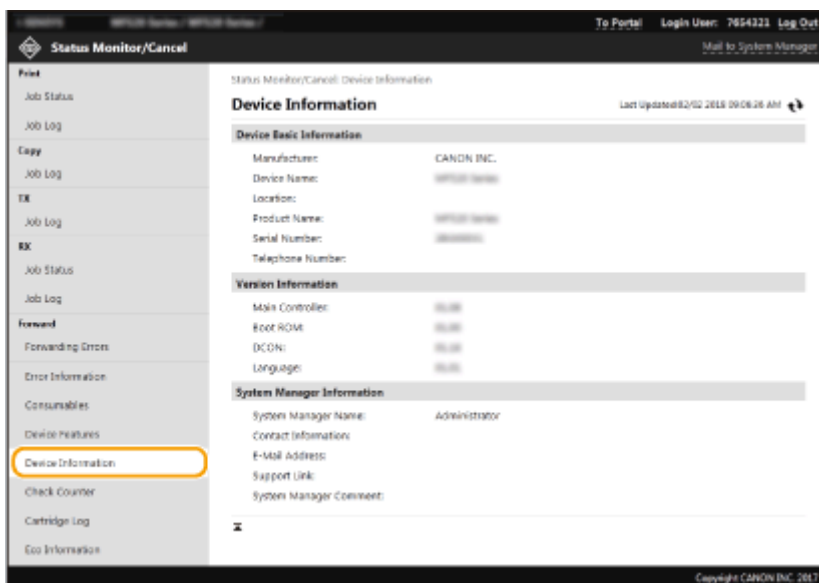 To Portal Login User: 7654321 Log Out
Status Monitor/Cancel
Mail to System Manager
Print
Job Status
Job Log
Copy
Job Log
TX
Job Log
RX
Job Status
Job Log
Forward
Forwarding Errors
Error Information
Consumables
Device Features
Device Information
Check Counter
Cartridge Log
Eco Information
Status Monitor/Cancel: Device Information
Device Information
Last Updated:02/02 2018 09:06:26 AM
Device Basic Information
Manufacturer: CANON INC.
Device Name:
Location:
Product Name:
Serial Number:
Telephone Number:
Version Information
Main Controller:
Boot ROM:
DCON:
Language:
System Manager Information
System Manager Name: Administrator
Contact Information:
E-Mail Address:
Support Link:
System Manager Comment:
Copyright CANON INC. 2017